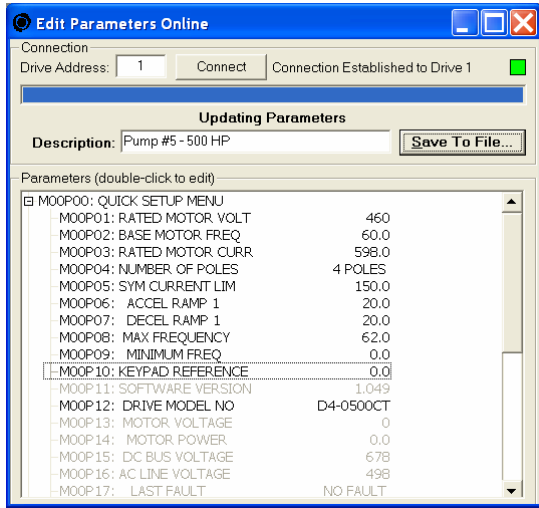 Edit Parameters Online
Connection
Drive Address: 1 Connect Connection Established to Drive 1
Updating Parameters
Description: Pump #5 - 500 HP Save To File...
Parameters (double-click to edit)
M00P00: QUICK SETUP MENU
M00P01: RATED MOTOR VOLT 460
M00P02: BASE MOTOR FREQ 60.0
M00P03: RATED MOTOR CURR 598.0
M00P04: NUMBER OF POLES 4 POLES
M00P05: SYM CURRENT LIM 150.0
M00P06: ACCEL RAMP 1 20.0
M00P07: DECEL RAMP 1 20.0
M00P08: MAX FREQUENCY 62.0
M00P09: MINIMUM FREQ 0.0
M00P10: KEYPAD REFERENCE 0.0
M00P11: SOFTWARE VERSION 1.049
M00P12: DRIVE MODEL NO D4-0500CT
M00P13: MOTOR VOLTAGE 0
M00P14: MOTOR POWER 0.0
M00P15: DC BUS VOLTAGE 678
M00P16: AC LINE VOLTAGE 498
M00P17: LAST FAULT NO FAULT